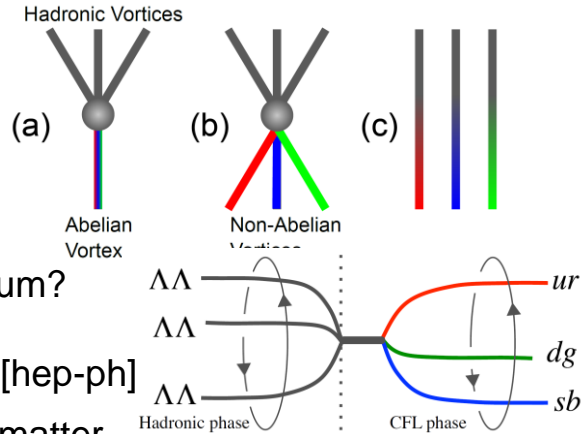 Hadronic Vortices
(a)
(b)
(c)
Abelian
Vortex
Non-Abelian
um?
[hep-ph]
matter
ΛΛ
ΛΛ
ΛΛ
ur
dg
sb
Hadronic phase
CFL phase